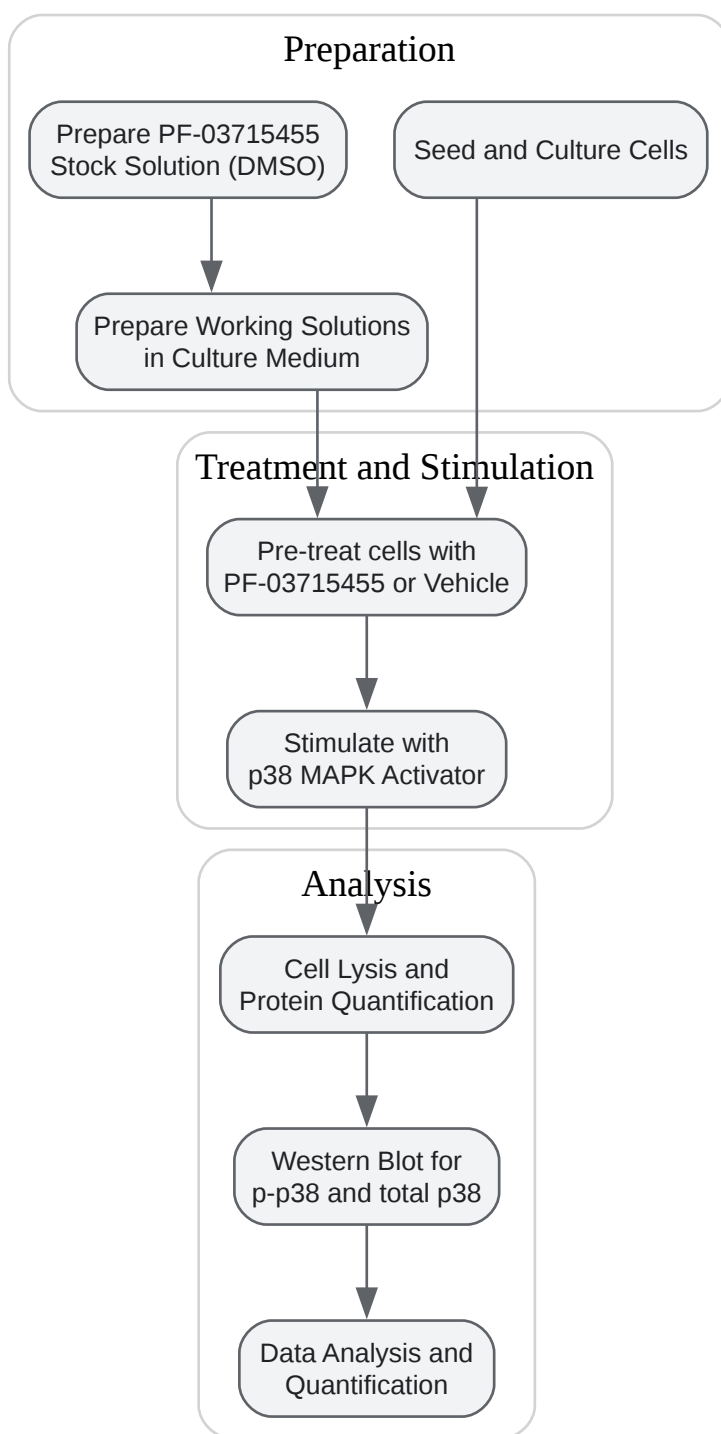 Preparation
Prepare PF-03715455
Stock Solution (DMSO)
Seed and Culture Cells
Prepare Working Solutions
in Culture Medium
Treatment and Stimulation
Pre-treat cells with
PF-03715455 or Vehicle
Stimulate with
p38 MAPK Activator
Analysis
Cell Lysis and
Protein Quantification
Western Blot for
p-p38 and total p38
Data Analysis and
Quantification